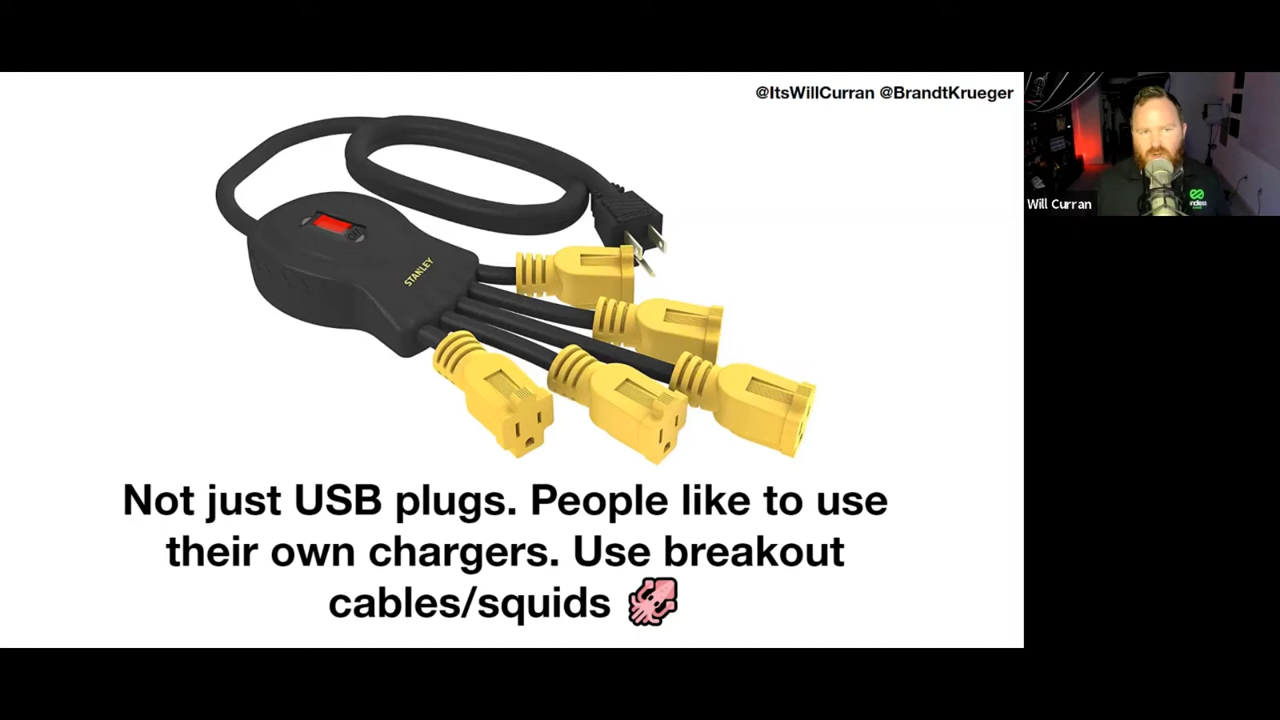 @ItsWillCurran @BrandtKrueger
Will Curran
STANLEY
Not just USB plugs. People like to use
their own chargers. Use breakout
cables/squids